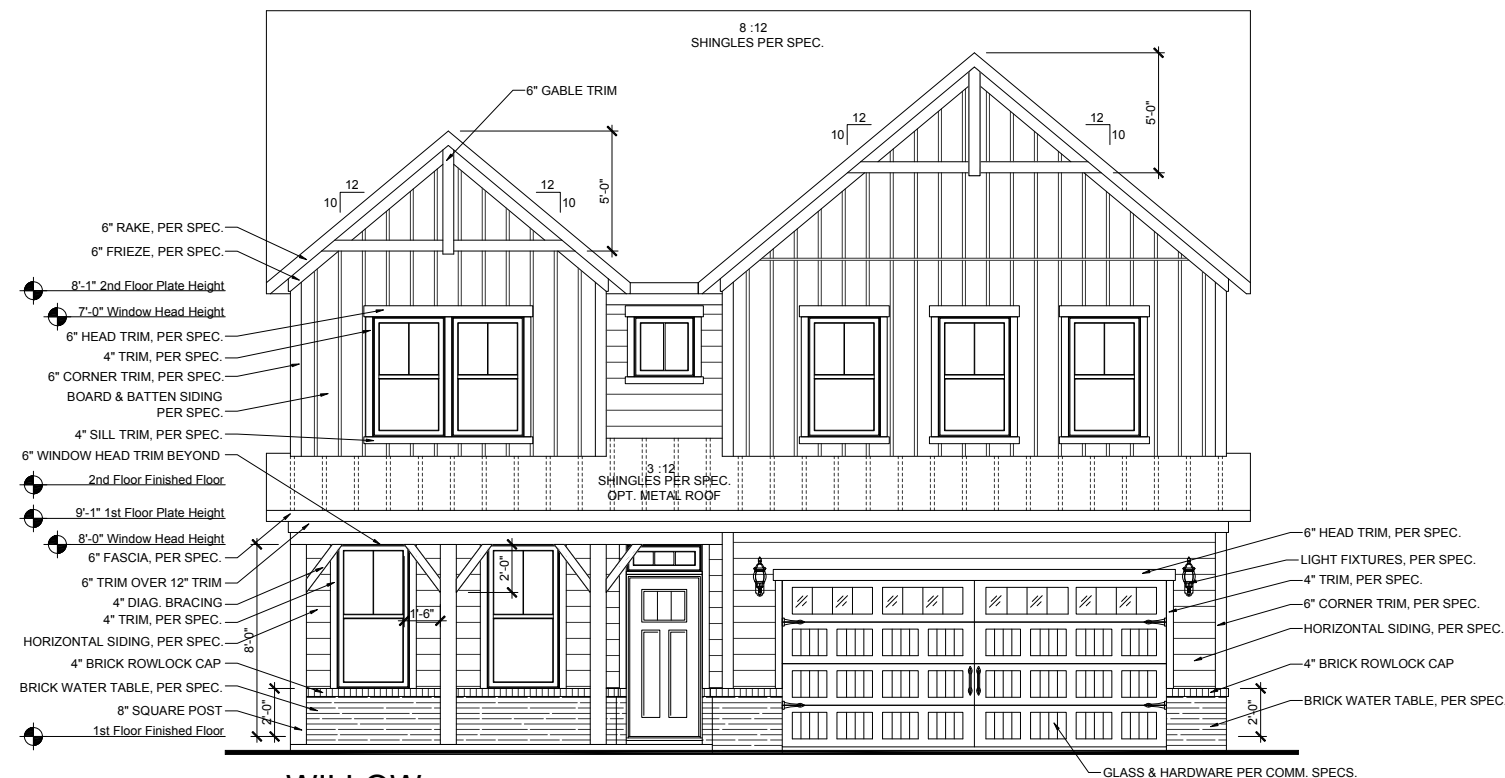 8 :12
SHINGLES PER SPEC.
6" GABLE TRIM
5'-0"
12
10
12
10
5'-0"
12
10
12
10
6" RAKE, PER SPEC.
6" FRIEZE, PER SPEC.
8'-1" 2nd Floor Plate Height
7'-0" Window Head Height
6" HEAD TRIM, PER SPEC.
4" TRIM, PER SPEC.
6" CORNER TRIM, PER SPEC.
BOARD & BATTEN SIDING
PER SPEC.
4" SILL TRIM, PER SPEC.
6" WINDOW HEAD TRIM BEYOND
2nd Floor Finished Floor
9'-1" 1st Floor Plate Height
8'-0" Window Head Height
6" FASCIA, PER SPEC.
6" TRIM OVER 12" TRIM
4" DIAG. BRACING
4" TRIM, PER SPEC.
HORIZONTAL SIDING, PER SPEC.
4" BRICK ROWLOCK CAP
BRICK WATER TABLE, PER SPEC.
8" SQUARE POST
1st Floor Finished Floor
8'-0"
2'-0"
3 :12
SHINGLES PER SPEC.
OPT. METAL ROOF
2'-0"
1'-6"
6" HEAD TRIM, PER SPEC.
LIGHT FIXTURES, PER SPEC.
4" TRIM, PER SPEC.
6" CORNER TRIM, PER SPEC.
HORIZONTAL SIDING, PER SPEC.
4" BRICK ROWLOCK CAP
BRICK WATER TABLE, PER SPEC.
2'-0"
GLASS & HARDWARE PER COMM. SPECS.